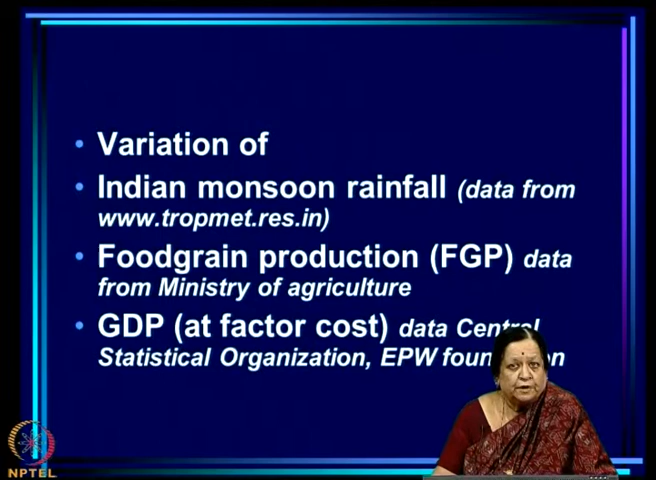 Variation of
Indian monsoon rainfall (data from
www.tropmet.res.in)
Foodgrain production (FGP) data
from Ministry of agriculture
GDP (at factor cost) data Central
Statistical Organization, EPW
NPTEL